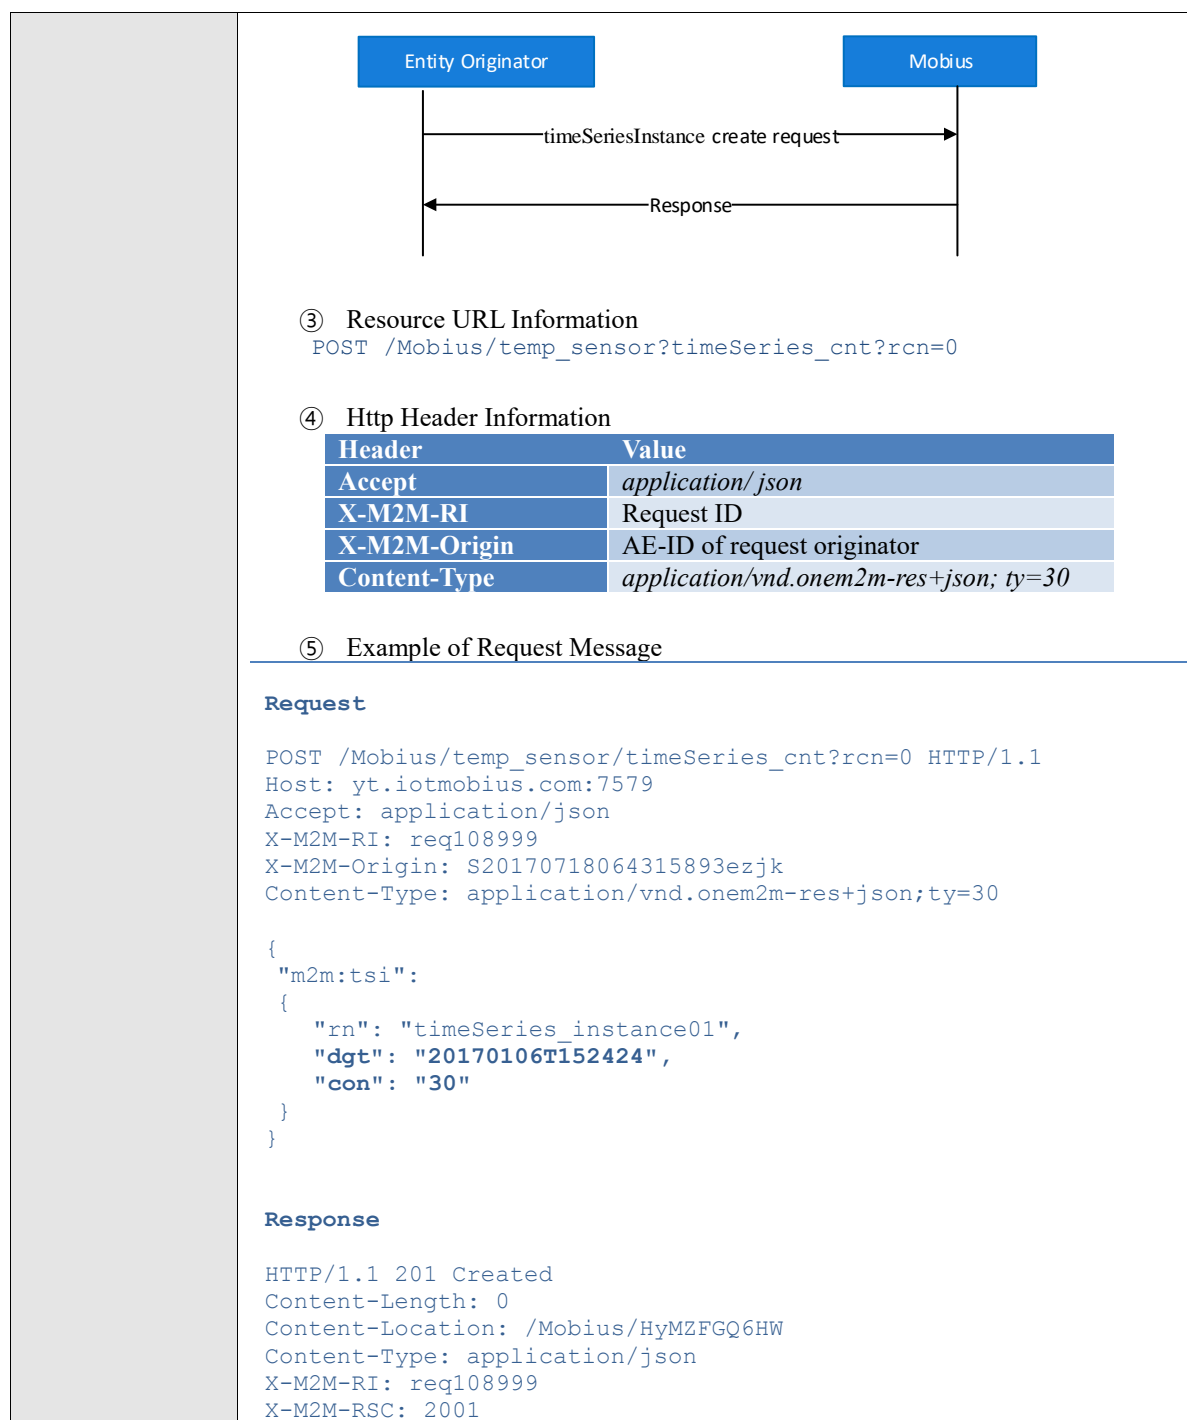 Entity Originator
Mobius
timeSeriesInstance create request
Response
③ Resource URL Information
POST /Mobius/temp_sensor?timeSeries_cnt?rcn=0
④ Http Header Information
Header Value
Accept application/ json
X-M2M-RI Request ID
X-M2M-Origin AE-ID of request originator
Content-Type application/vnd.onem2m-res+json; ty=30
⑤ Example of Request Message
Request
POST /Mobius/temp_sensor/timeSeries_cnt?rcn=0 HTTP/1.1
Host: yt.iotmobius.com:7579
Accept: application/json
X-M2M-RI: req108999
X-M2M-Origin: S20170718064315893ezjk
Content-Type: application/vnd.onem2m-res+json;ty=30
{
"m2m:tsi":
{
"rn": "timeSeries_instance01",
"dgt": "20170106T152424",
"con": "30"
}
}
Response
HTTP/1.1 201 Created
Content-Length: 0
Content-Location: /Mobius/HyMZFGQ6HW
Content-Type: application/json
X-M2M-RI: req108999
X-M2M-RSC: 2001